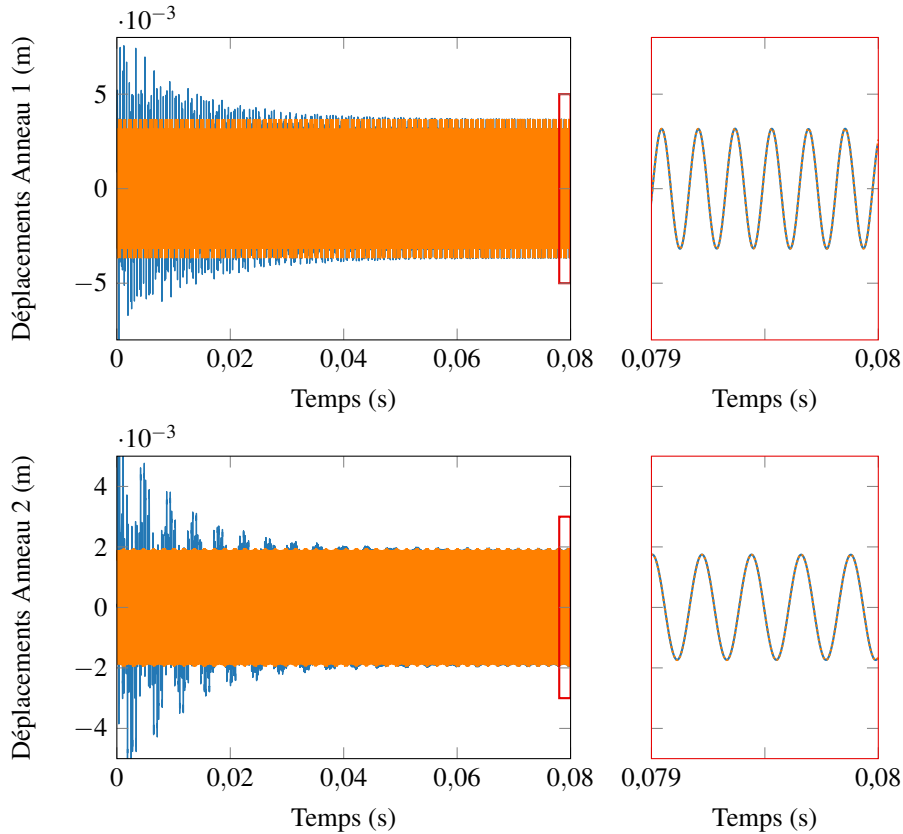 ·10−3
Déplacements Anneau 1 (m)
5
0
−5
0 0,02 0,04 0,06 0,08
Temps (s)
0,079 0,08
Temps (s)
·10−3
Déplacements Anneau 2 (m)
4
2
0
−2
−4
0 0,02 0,04 0,06 0,08
Temps (s)
0,079 0,08
Temps (s)